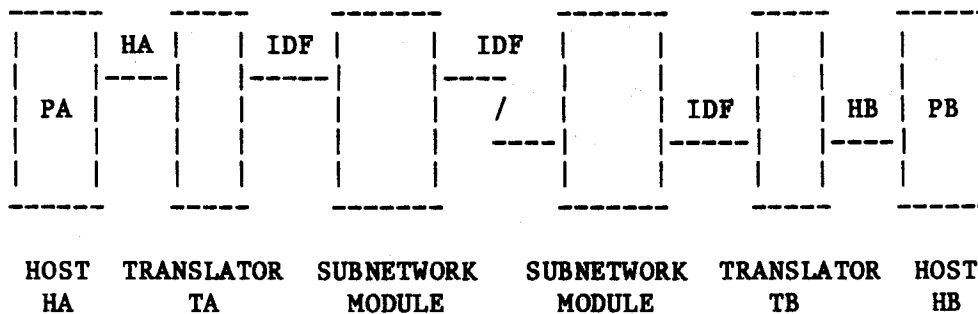 HA IDF IDF
PA / IDF HB PB
HOST TRANSLATOR SUBNETWORK SUBNETWORK TRANSLATOR HOST
HA TA MODULE MODULE TB HB